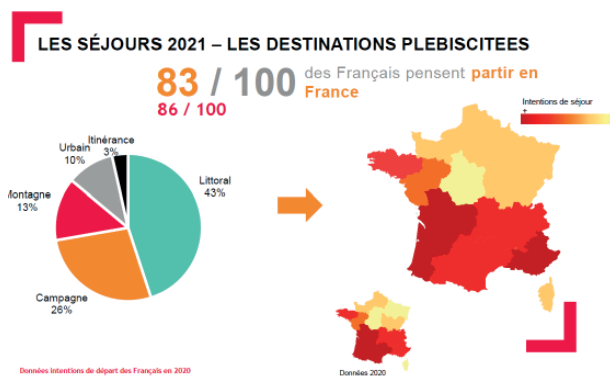 LES SÉJOURS 2021 – LES DESTINATIONS PLEBISCITEES
83 / 100 des Français pensent partir en
France
86 / 100
Intentions de séjour
+
Itinérance
3%
Urbain
10%
Montagne
13%
Littoral
43%
Campagne
26%
Données 2020
Données intentions de départ des Français en 2020